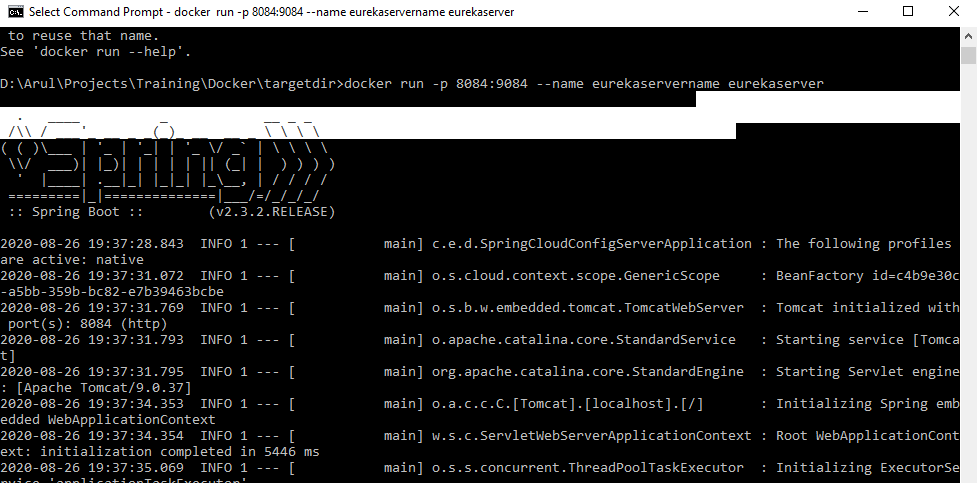 Select Command Prompt - docker  run -p 8084:9084 --name eurekaservername eurekaserver
 to reuse that name.
See 'docker run --help'.
D:\Arul\Projects\Training\Docker\targetdir>docker run -p 8084:9084 --name eurekaservername eurekaserver
  .   ____          _            __ _ _
 /\\ / ___'_ __ _ _(_)_ __  __ _ \ \ \ \
( ( )\___ | '_ | '_| | '_ \/ _` | \ \ \ \
 \\/  ___)| |_)| | | | | || (_| |  ) ) ) )
  '  |____| .__|_| |_|_| |_\__, | / / / /
 =========|_|==============|___/=/_/_/_/
 :: Spring Boot ::        (v2.3.2.RELEASE)
2020-08-26 19:37:28.843  INFO 1 --- [           main] c.e.d.SpringCloudConfigServerApplication : The following profiles
are active: native
2020-08-26 19:37:31.072  INFO 1 --- [           main] o.s.cloud.context.scope.GenericScope     : BeanFactory id=c4b9e30c
-a5bb-359b-bc82-e7b39463bcbe
2020-08-26 19:37:31.769  INFO 1 --- [           main] o.s.b.w.embedded.tomcat.TomcatWebServer  : Tomcat initialized with
 port(s): 8084 (http)
2020-08-26 19:37:31.793  INFO 1 --- [           main] o.apache.catalina.core.StandardService   : Starting service [Tomca
t]
2020-08-26 19:37:31.795  INFO 1 --- [           main] org.apache.catalina.core.StandardEngine  : Starting Servlet engine
: [Apache Tomcat/9.0.37]
2020-08-26 19:37:34.353  INFO 1 --- [           main] o.a.c.c.C.[Tomcat].[localhost].[/]       : Initializing Spring emb
edded WebApplicationContext
2020-08-26 19:37:34.354  INFO 1 --- [           main] w.s.c.ServletWebServerApplicationContext : Root WebApplicationCont
ext: initialization completed in 5446 ms
2020-08-26 19:37:35.069  INFO 1 --- [           main] o.s.s.concurrent.ThreadPoolTaskExecutor  : Initializing ExecutorSe
rvice 'applicationTaskExecutor'